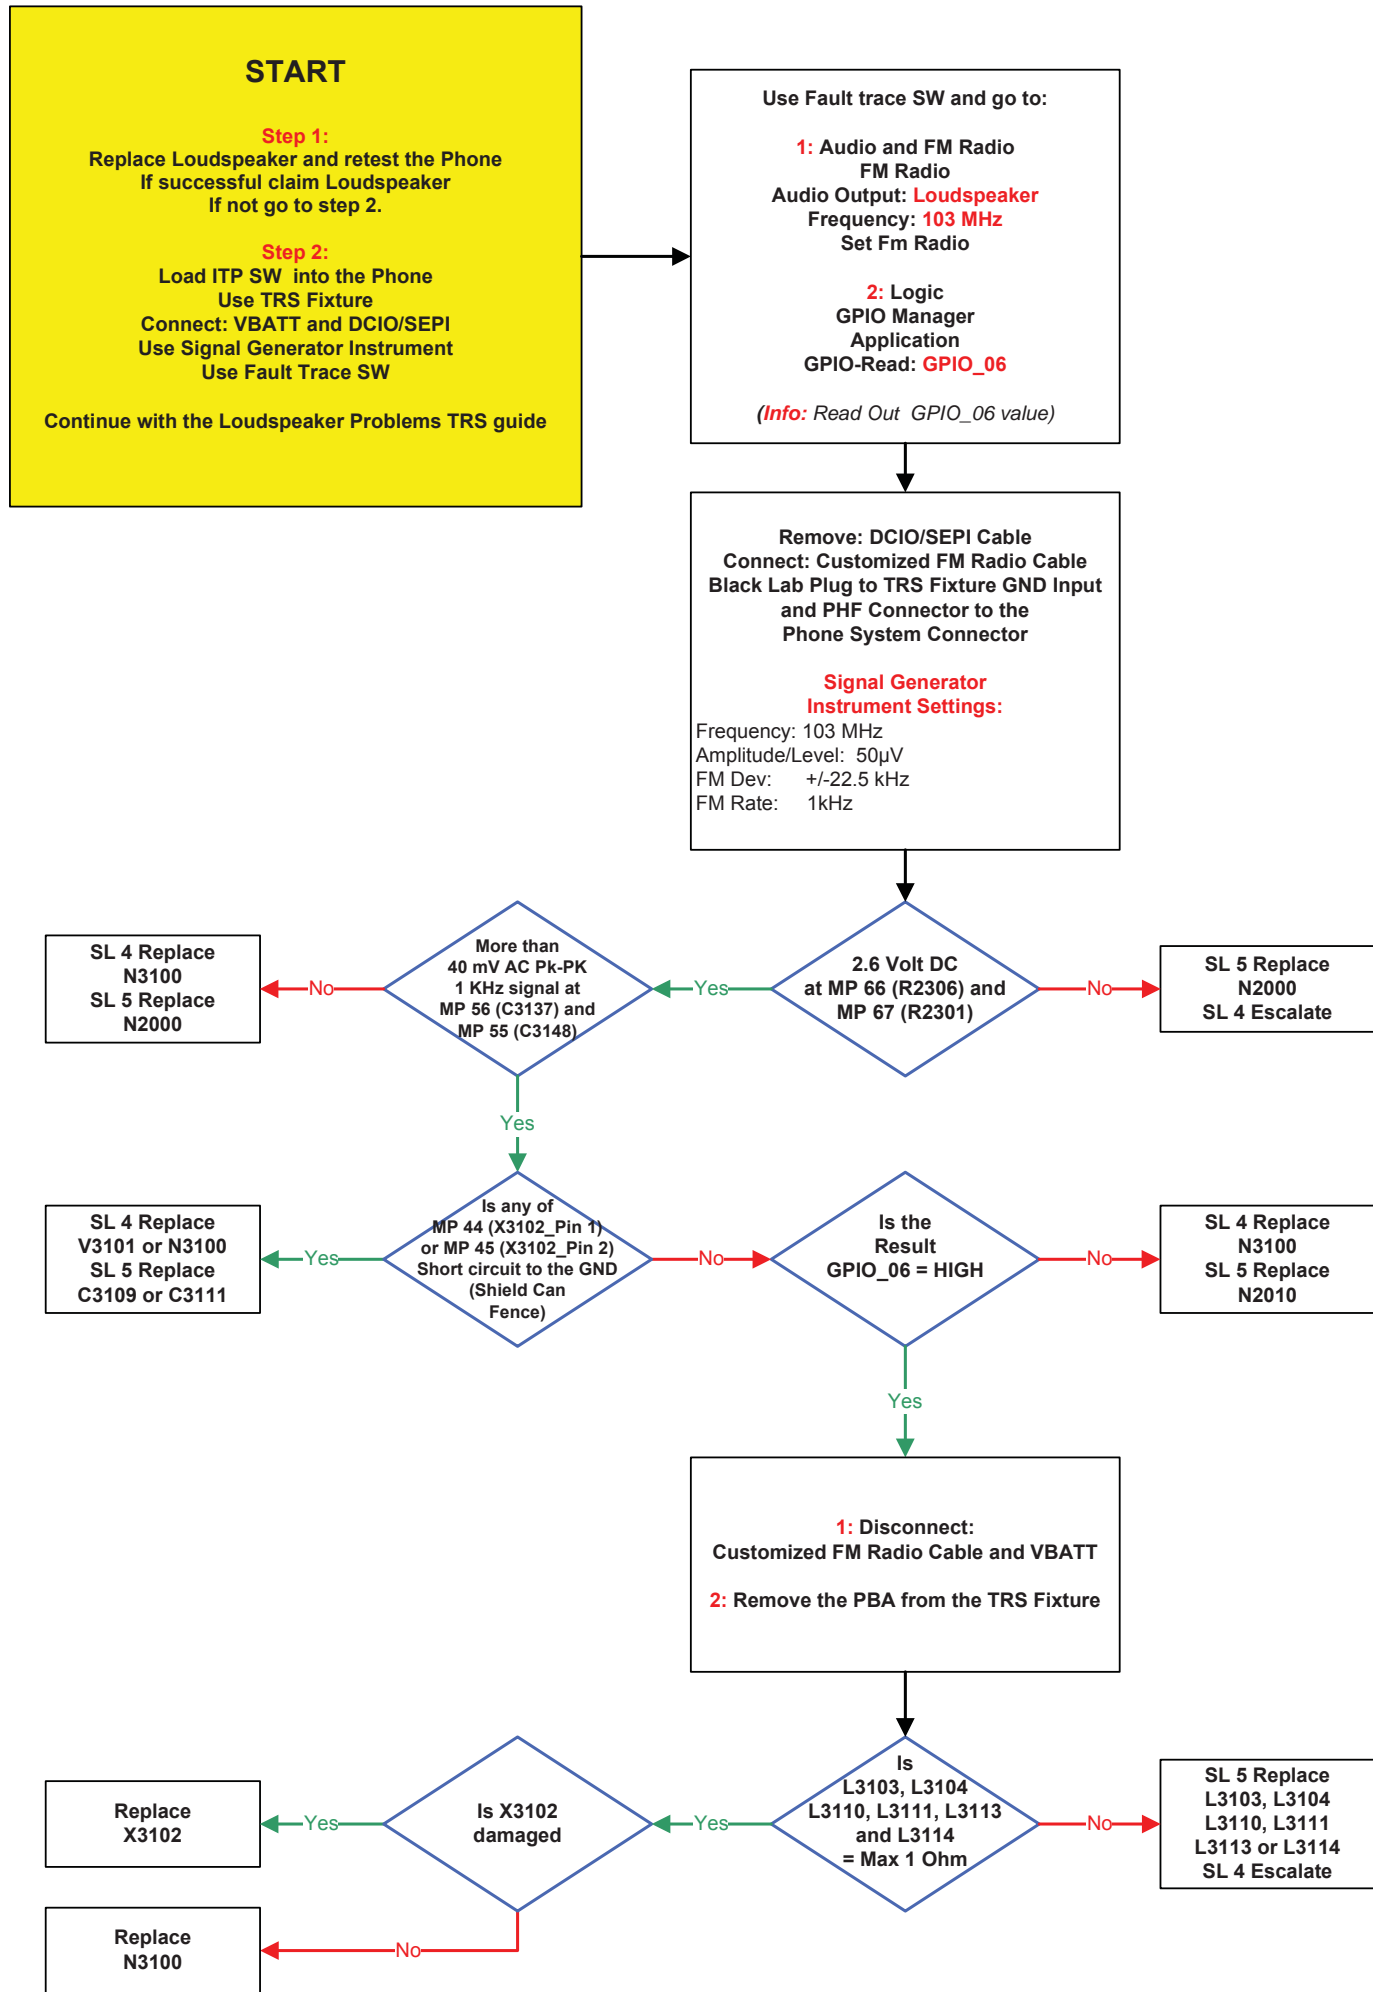 START
Step 1:
Replace Loudspeaker and retest the Phone
If successful claim Loudspeaker
If not go to step 2.
Step 2:
Load ITP SW into the Phone
Use TRS Fixture
Connect: VBATT and DCIO/SEPI
Use Signal Generator Instrument
Use Fault Trace SW
Continue with the Loudspeaker Problems TRS guide
Use Fault trace SW and go to:
1: Audio and FM Radio
FM Radio
Audio Output: Loudspeaker
Frequency: 103 MHz
Set Fm Radio
2: Logic
GPIO Manager
Application
GPIO-Read: GPIO_06
(Info: Read Out GPIO_06 value)
Remove: DCIO/SEPI Cable
Connect: Customized FM Radio Cable
Black Lab Plug to TRS Fixture GND Input
and PHF Connector to the
Phone System Connector
Signal Generator
Instrument Settings:
Frequency: 103 MHz
Amplitude/Level: 50µV
FM Dev: +/-22.5 kHz
FM Rate: 1kHz
2.6 Volt DC
at MP 66 (R2306) and
MP 67 (R2301)
No
SL 5 Replace
N2000
SL 4 Escalate
Yes
More than
40 mV AC Pk-PK
1 KHz signal at
MP 56 (C3137) and
MP 55 (C3148)
No
SL 4 Replace
N3100
SL 5 Replace
N2000
Yes
Is any of
MP 44 (X3102_Pin 1)
or MP 45 (X3102_Pin 2)
Short circuit to the GND
(Shield Can
Fence)
Yes
SL 4 Replace
V3101 or N3100
SL 5 Replace
C3109 or C3111
No
Is the
Result
GPIO_06 = HIGH
No
SL 4 Replace
N3100
SL 5 Replace
N2010
Yes
1: Disconnect:
Customized FM Radio Cable and VBATT
2: Remove the PBA from the TRS Fixture
Is
L3103, L3104
L3110, L3111, L3113
and L3114
= Max 1 Ohm
No
SL 5 Replace
L3103, L3104
L3110, L3111
L3113 or L3114
SL 4 Escalate
Yes
Is X3102
damaged
Yes
Replace
X3102
No
Replace
N3100